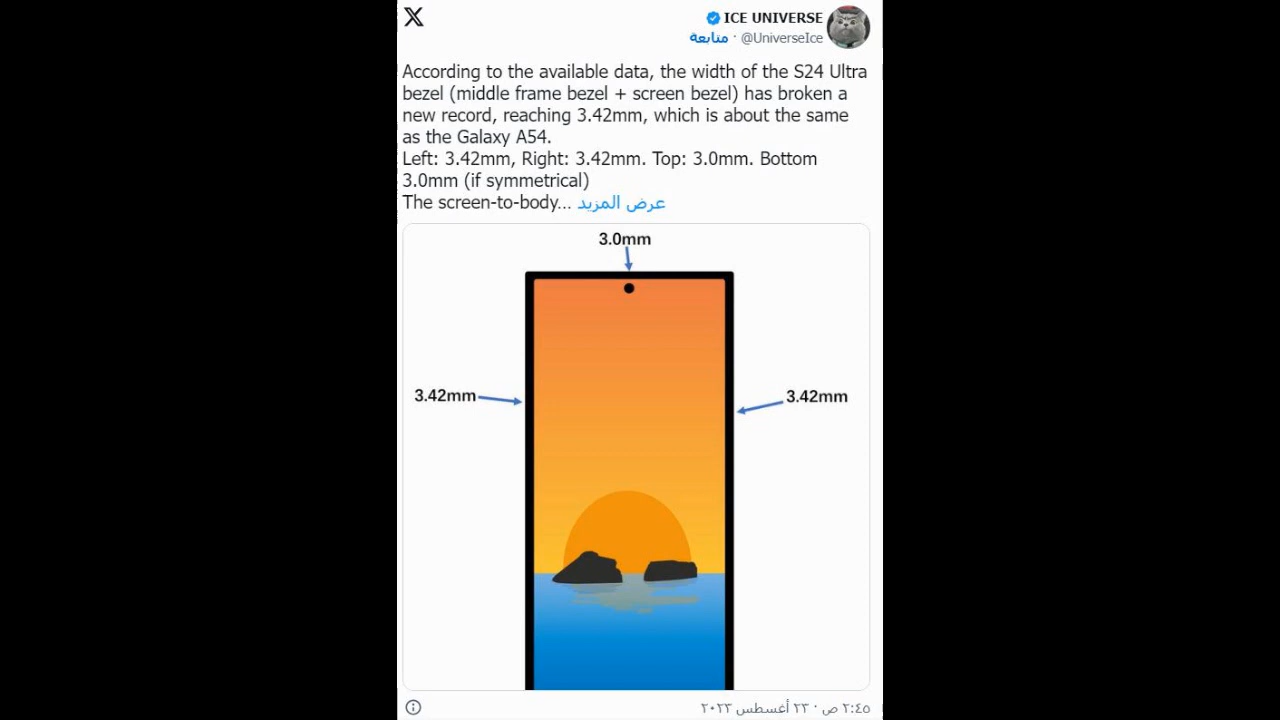 ICE UNIVERSE
@UniverseIce · متابعة
According to the available data, the width of the S24 Ultra
bezel (middle frame bezel + screen bezel) has broken a
new record, reaching 3.42mm, which is about the same
as the Galaxy A54.
Left: 3.42mm, Right: 3.42mm. Top: 3.0mm. Bottom
3.0mm (if symmetrical)
The screen-to-body… عرض المزيد
3.0mm
3.42mm
3.42mm
٢:٤٥ ص · ٢٣ أغسطس ٢٠٢٣